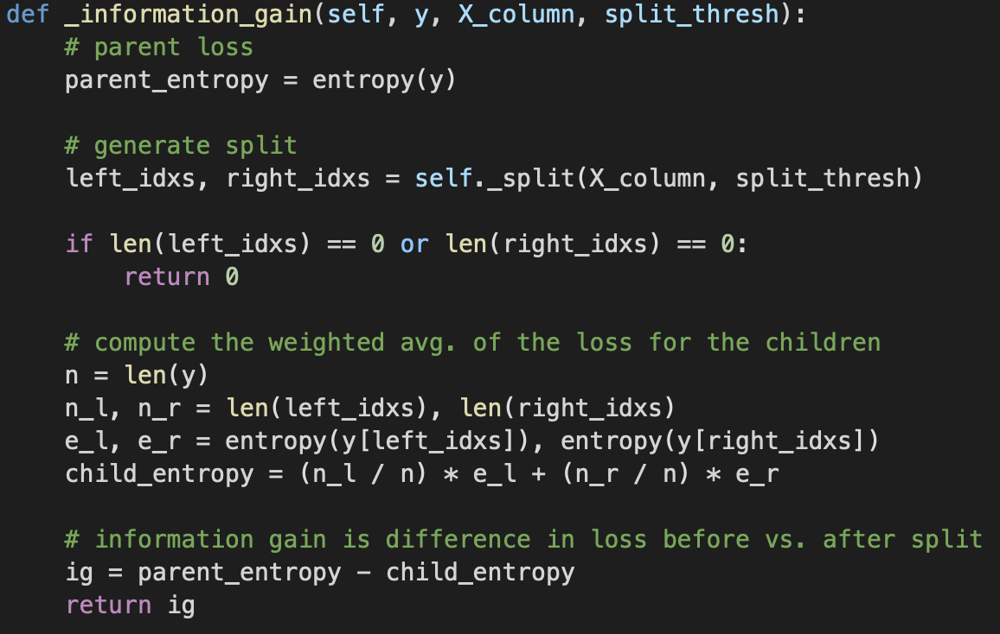 def _information_gain(self, y, X_column, split_thresh):
    # parent loss
    parent_entropy = entropy(y)

    # generate split
    left_idxs, right_idxs = self._split(X_column, split_thresh)

    if len(left_idxs) == 0 or len(right_idxs) == 0:
        return 0

    # compute the weighted avg. of the loss for the children
    n = len(y)
    n_l, n_r = len(left_idxs), len(right_idxs)
    e_l, e_r = entropy(y[left_idxs]), entropy(y[right_idxs])
    child_entropy = (n_l / n) * e_l + (n_r / n) * e_r

    # information gain is difference in loss before vs. after split
    ig = parent_entropy - child_entropy
    return ig